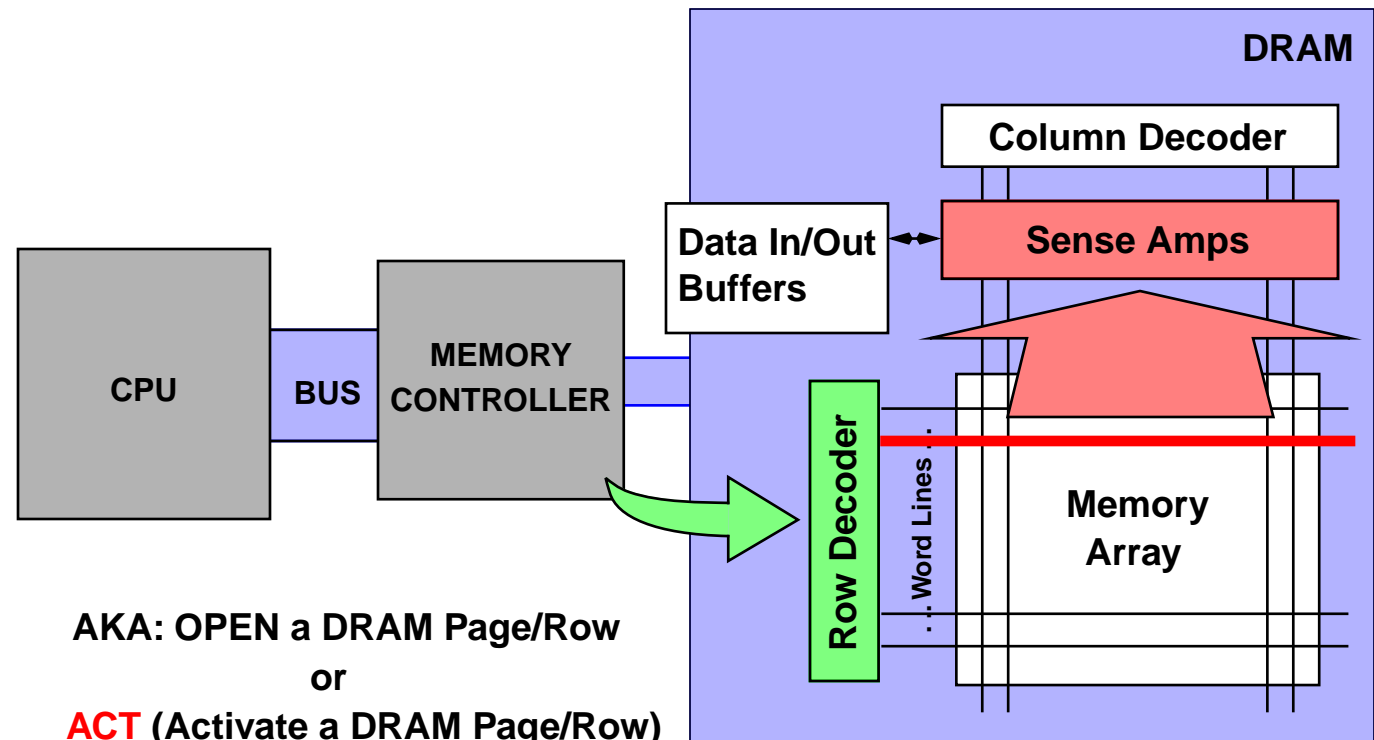 DRAM
Column Decoder
Data In/Out
Buffers
Sense Amps
CPU
BUS
MEMORY
CONTROLLER
Row Decoder
. . . Word Lines . . .
Memory
Array
AKA: OPEN a DRAM Page/Row
or
ACT (Activate a DRAM Page/Row)